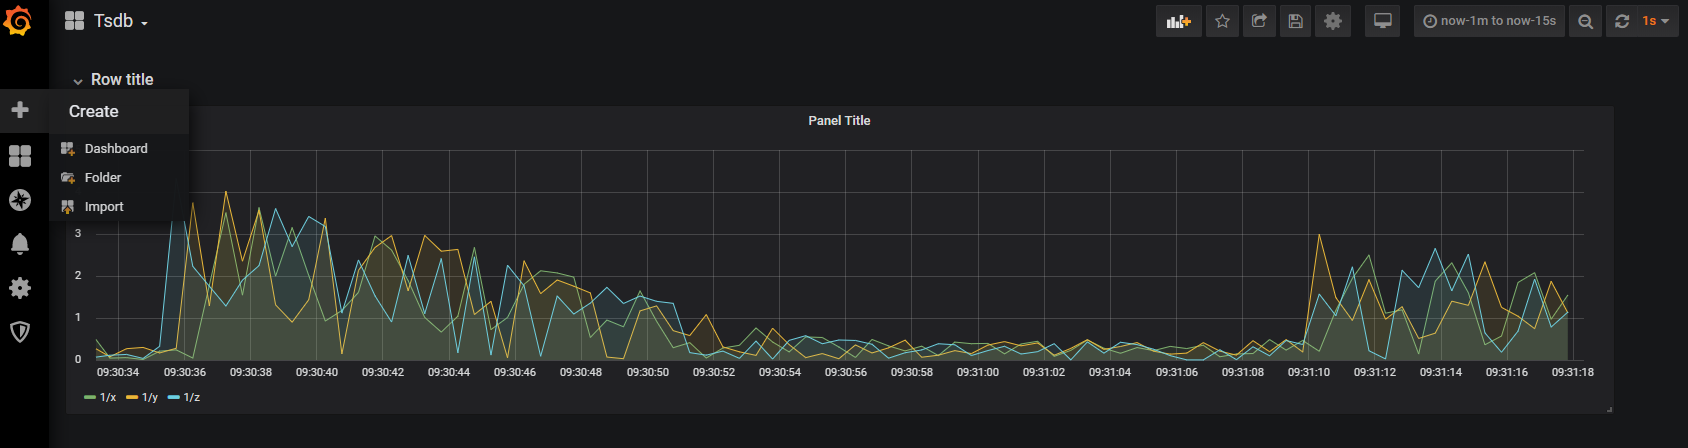 Tsdb
now-1m to now-15s
1s
Row title
Create
Dashboard
Folder
Import
Panel Title
3
2
1
0
09:30:34 09:30:36 09:30:38 09:30:40 09:30:42 09:30:44 09:30:46 09:30:48 09:30:50 09:30:52 09:30:54 09:30:56 09:30:58 09:31:00 09:31:02 09:31:04 09:31:06 09:31:08 09:31:10 09:31:12 09:31:14 09:31:16 09:31:18
1/x 1/y 1/z